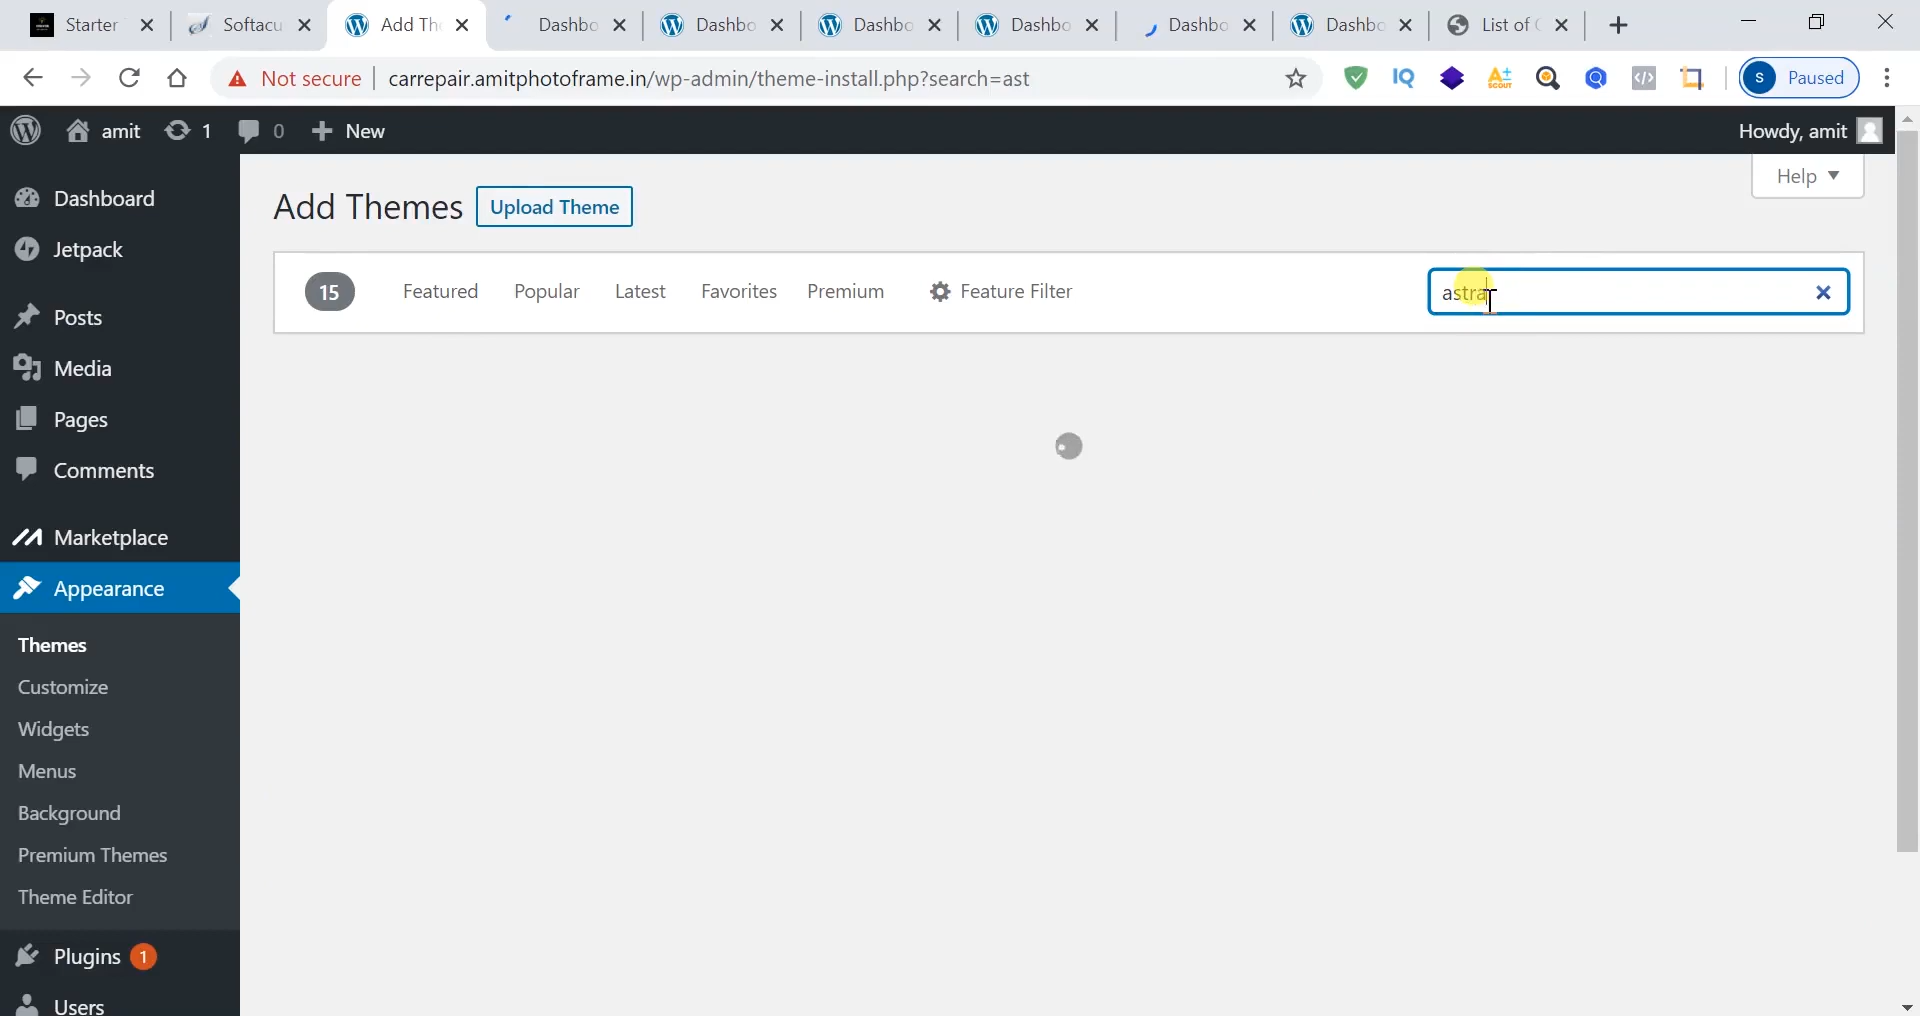 Starter
Softacu
Add The
Dashbo
Dashbo
Dashbo
Dashbo
Dashbo
Dashbo
List of
Not secure
carrepair.amitphotoframe.in/wp-admin/theme-install.php?search=ast
IQ
A±
SCOUT
S
Paused
amit
1
0
New
Howdy, amit
Dashboard
Jetpack
Posts
Media
Pages
Comments
Marketplace
Appearance
Themes
Customize
Widgets
Menus
Background
Premium Themes
Theme Editor
Plugins 1
Users
Help
Add Themes
Upload Theme
15
Featured
Popular
Latest
Favorites
Premium
Feature Filter
astra